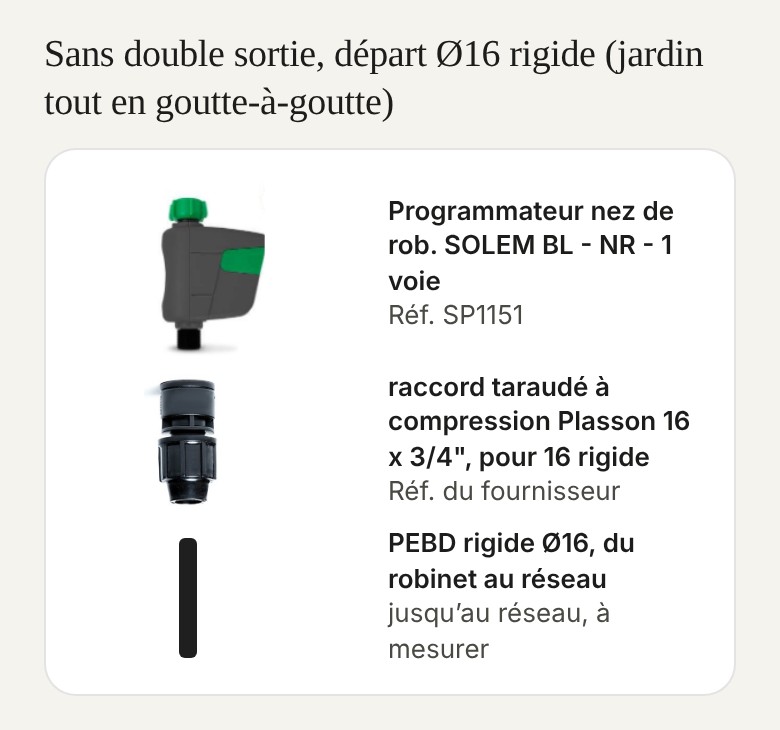 Sans double sortie, départ Ø16 rigide (jardin
tout en goutte-à-goutte)
Programmateur nez de
rob. SOLEM BL - NR - 1
voie
Réf. SP1151
raccord taraudé à
compression Plasson 16
x 3/4", pour 16 rigide
Réf. du fournisseur
PEBD rigide Ø16, du
robinet au réseau
jusqu’au réseau, à
mesurer